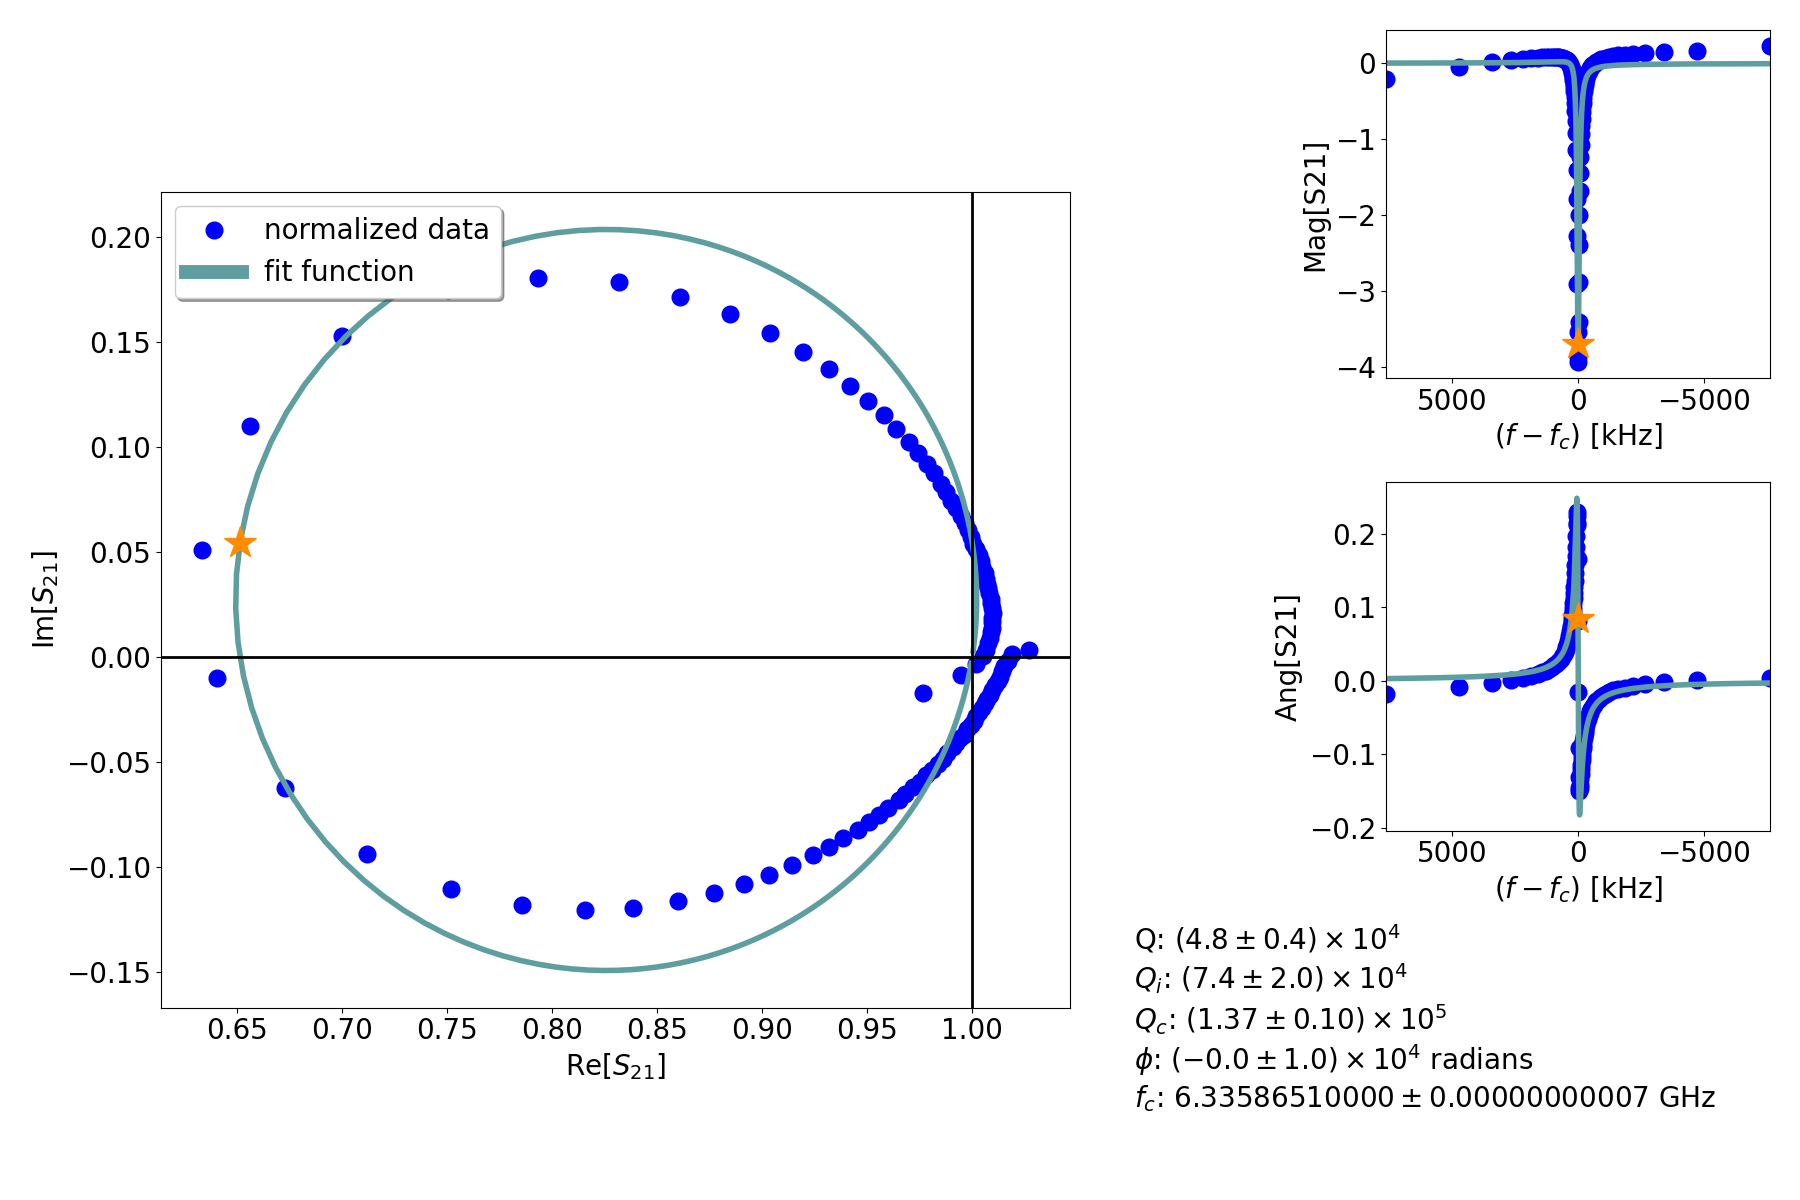 normalized data
fit function
0.20
0.15
0.10
0.05
0.00
−0.05
−0.10
−0.15
Im[S21]
0.65 0.70 0.75 0.80 0.85 0.90 0.95 1.00
Re[S21]
0
−1
−2
−3
−4
Mag[S21]
5000 0 −5000
(f − fc) [kHz]
0.2
0.1
0.0
−0.1
−0.2
Ang[S21]
5000 0 −5000
(f − fc) [kHz]
Q: (4.8 ± 0.4) × 10^4
Qi: (7.4 ± 2.0) × 10^4
Qc: (1.37 ± 0.10) × 10^5
ϕ: (−0.0 ± 1.0) × 10^4 radians
fc: 6.33586510000 ± 0.00000000007 GHz